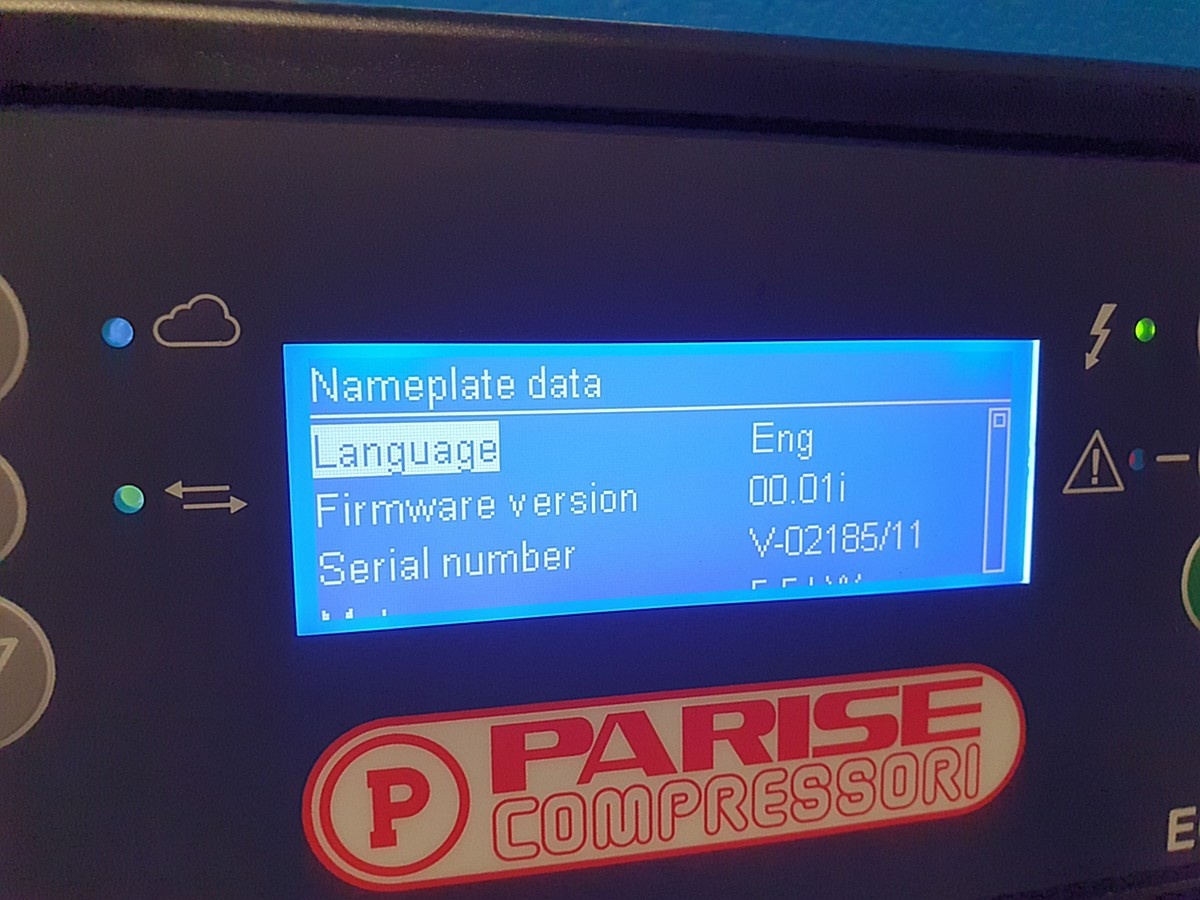 Nameplate data
Language Eng
Firmware version 00.01i
Serial number V-02185/11
P PARISE
COMPRESSORI